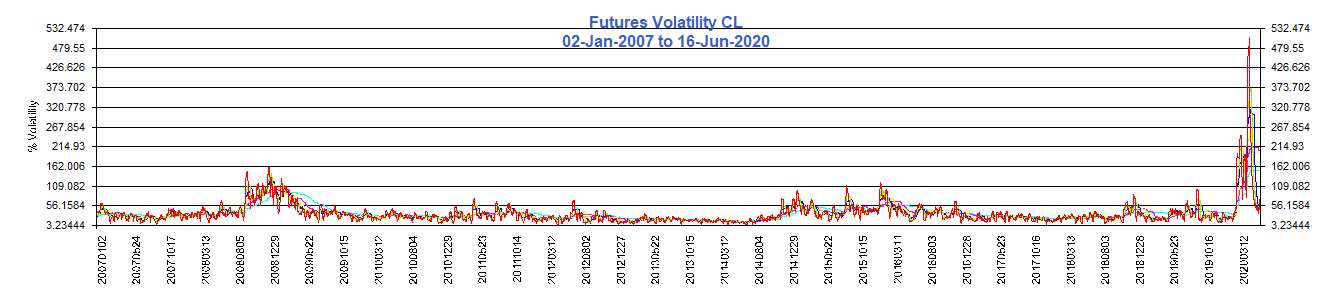 Futures Volatility CL
02-Jan-2007 to 16-Jun-2020
532.474 532.474
479.55 479.55
426.626 426.626
373.702 373.702
320.778 320.778
267.854 267.854
214.93 214.93
162.006 162.006
109.082 109.082
56.1584 56.1584
3.23444 3.23444
% Volatility
20070102 20070524 20071017 20080313 20080805 20081229 20090522 20091015 20100312 20100804 20101229 20110523 20111014 20120312 20120802 20121227 20130522 20131015 20140312 20140804 20141229 20150522 20151015 20160311 20160803 20161228 20170523 20171016 20180313 20180803 20181228 20190523 20191016 20200312